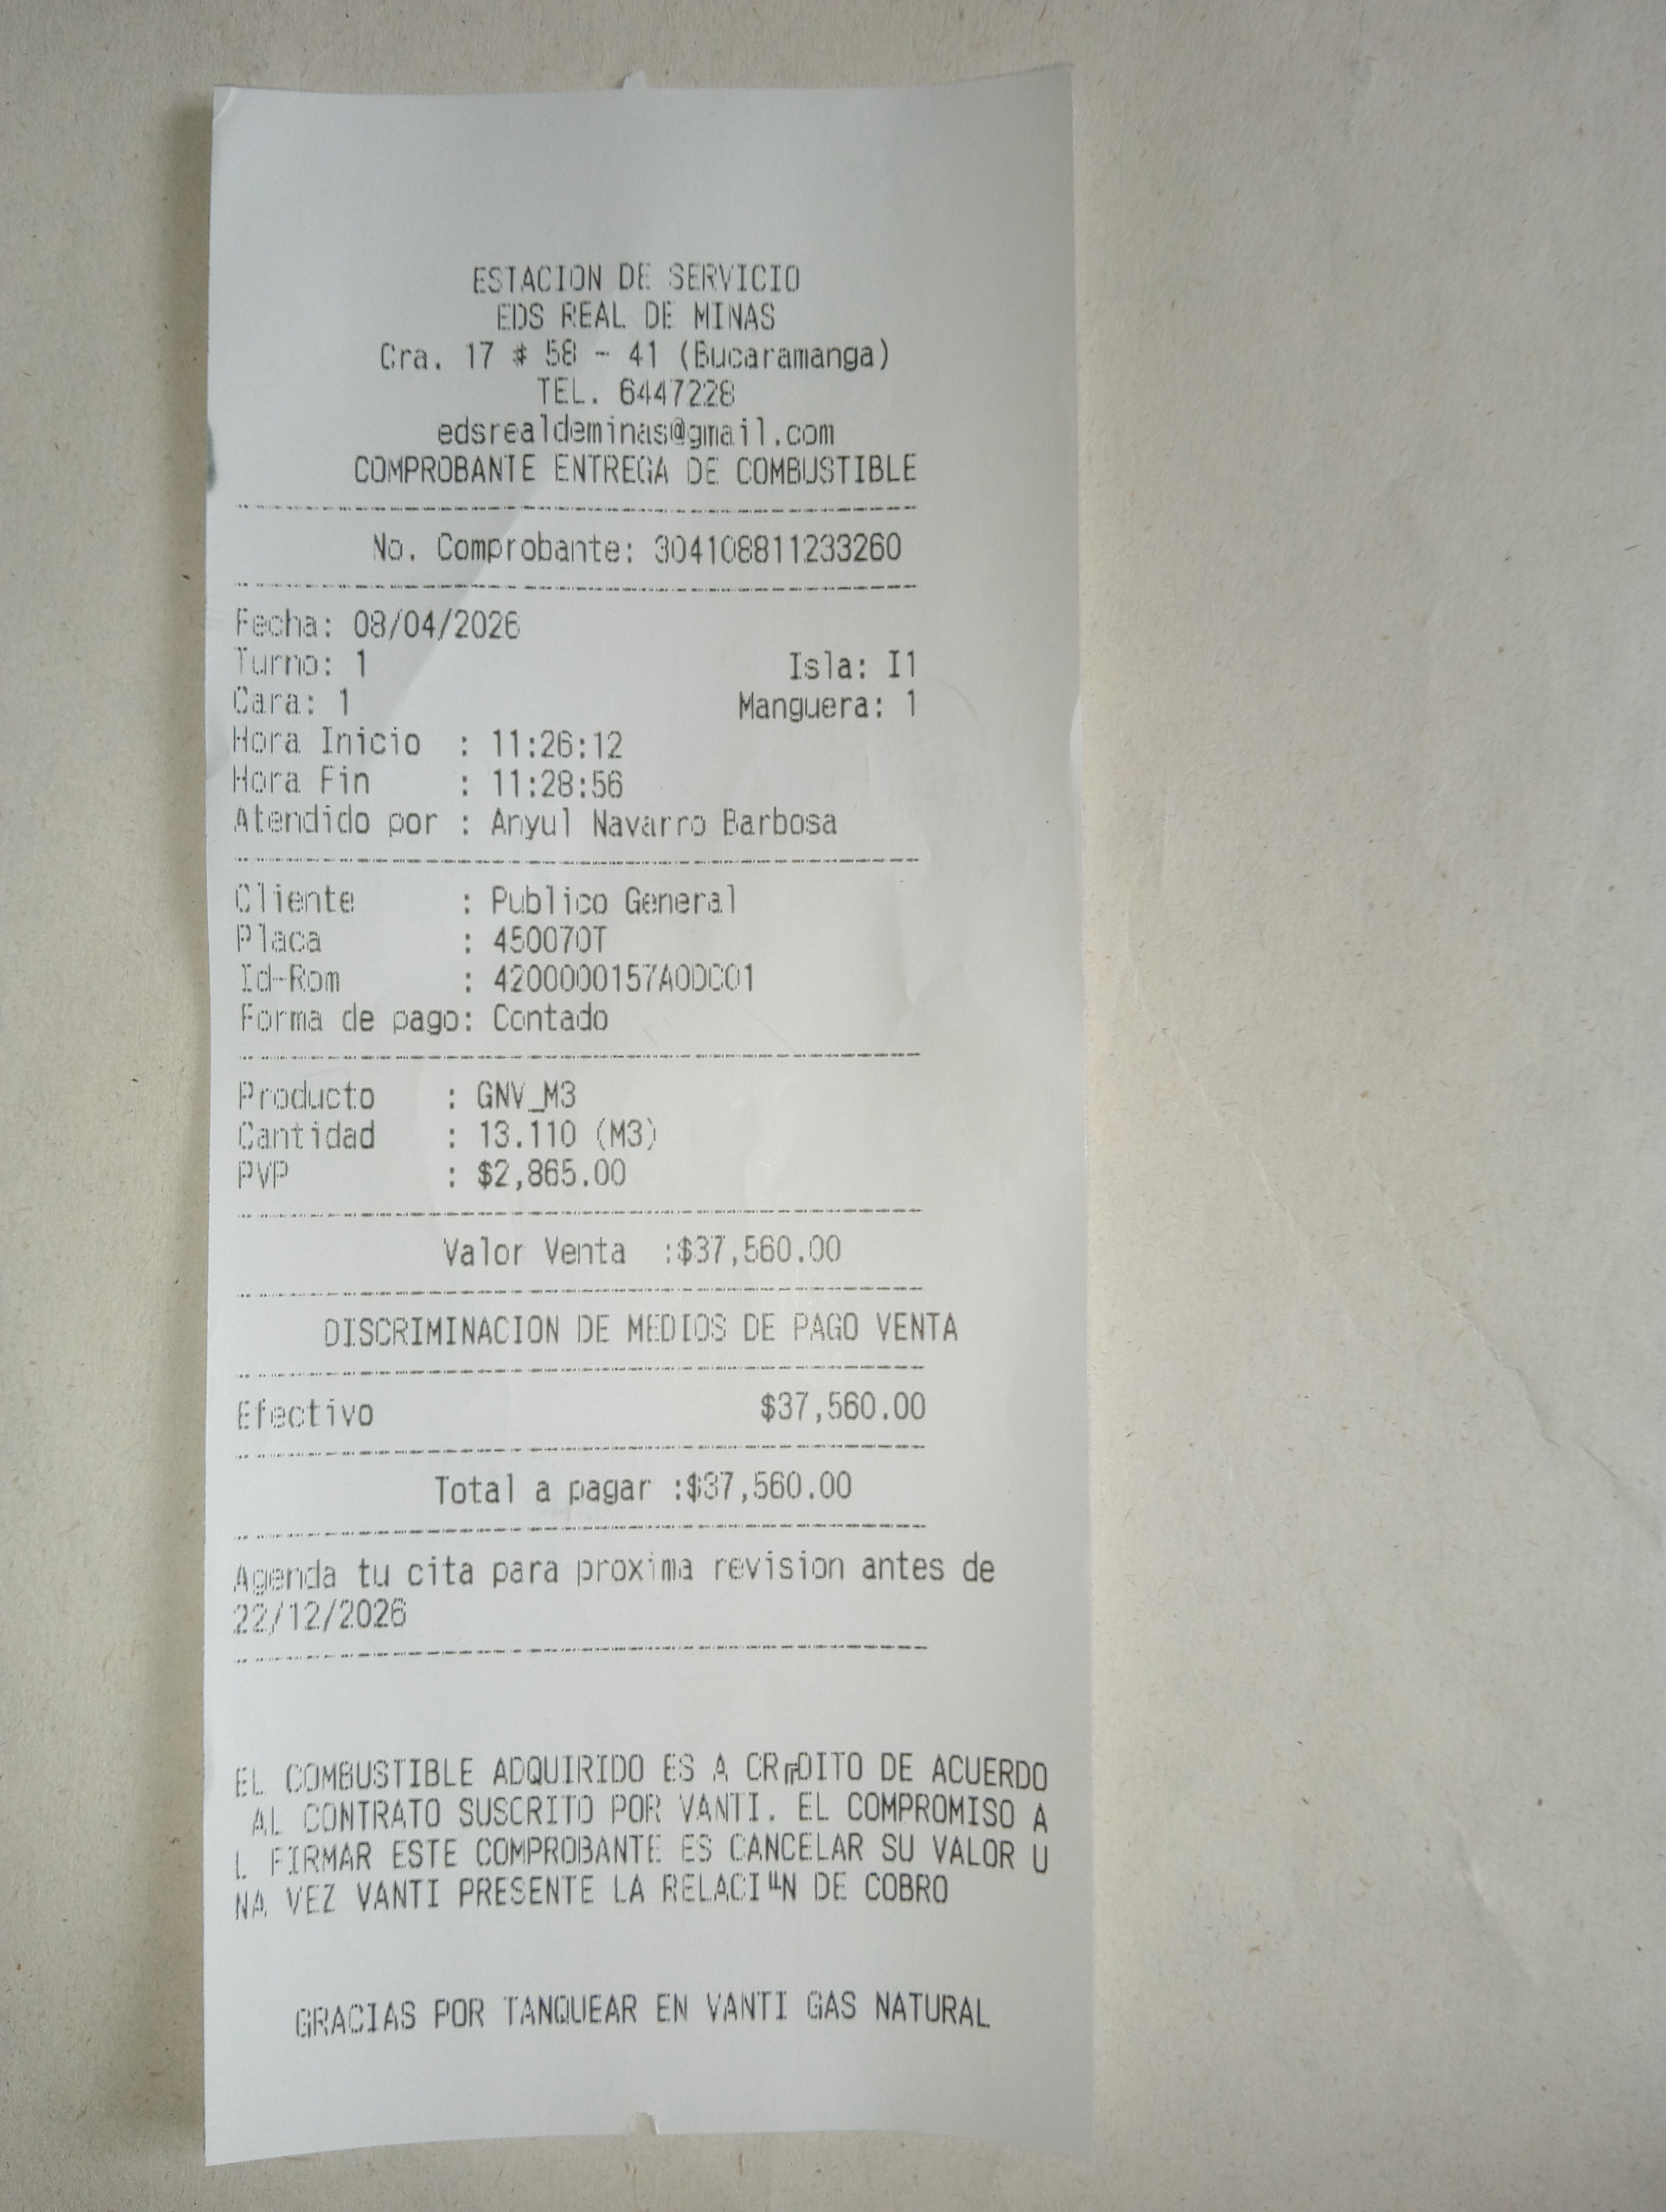 ESTACION DE SERVICIO
EDS REAL DE MINAS
Cra. 17 # 58 - 41 (Bucaramanga)
TEL. 6447228
edsrealdeminas@gmail.com
COMPROBANTE ENTREGA DE COMBUSTIBLE
No. Comprobante: 304108811233260
Fecha: 08/04/2026
Turno: 1 Isla: I1
Cara: 1 Manguera: 1
Hora Inicio : 11:26:12
Hora Fin : 11:28:56
Atendido por : Anyul Navarro Barbosa
Cliente : Publico General
Placa : 450070T
Id-Rom : 4200000157A0DC01
Forma de pago: Contado
Producto : GNV_M3
Cantidad : 13.110 (M3)
PVP : $2,865.00
Valor Venta :$37,560.00
DISCRIMINACION DE MEDIOS DE PAGO VENTA
Efectivo $37,560.00
Total a pagar :$37,560.00
Agenda tu cita para proxima revision antes de
22/12/2026
EL COMBUSTIBLE ADQUIRIDO ES A CR╔DITO DE ACUERDO
AL CONTRATO SUSCRITO POR VANTI. EL COMPROMISO A
L FIRMAR ESTE COMPROBANTE ES CANCELAR SU VALOR U
NA VEZ VANTI PRESENTE LA RELACI╙N DE COBRO
GRACIAS POR TANQUEAR EN VANTI GAS NATURAL